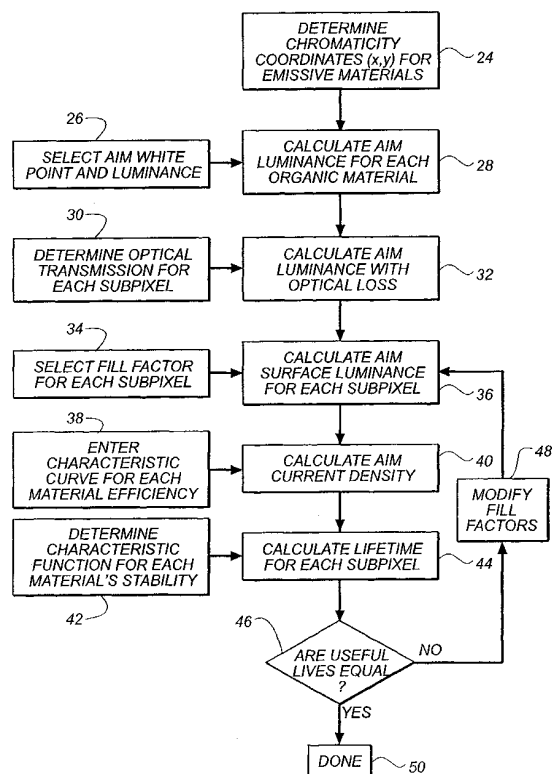 DETERMINE
CHROMATICITY
COORDINATES (x,y) FOR
EMISSIVE MATERIALS
24
26
SELECT AIM WHITE
POINT AND LUMINANCE
CALCULATE AIM
LUMINANCE FOR EACH
ORGANIC MATERIAL
28
30
DETERMINE OPTICAL
TRANSMISSION FOR
EACH SUBPIXEL
CALCULATE AIM
LUMINANCE WITH
OPTICAL LOSS
32
34
SELECT FILL FACTOR
FOR EACH SUBPIXEL
CALCULATE AIM
SURFACE LUMINANCE
FOR EACH SUBPIXEL
36
38
ENTER
CHARACTERISTIC
CURVE FOR EACH
MATERIAL EFFICIENCY
CALCULATE AIM
CURRENT DENSITY
40
48
MODIFY
FILL
FACTORS
DETERMINE
CHARACTERISTIC
FUNCTION FOR EACH
MATERIAL'S STABILITY
42
CALCULATE LIFETIME
FOR EACH SUBPIXEL
44
46
ARE USEFUL
LIVES EQUAL
?
NO
YES
DONE
50